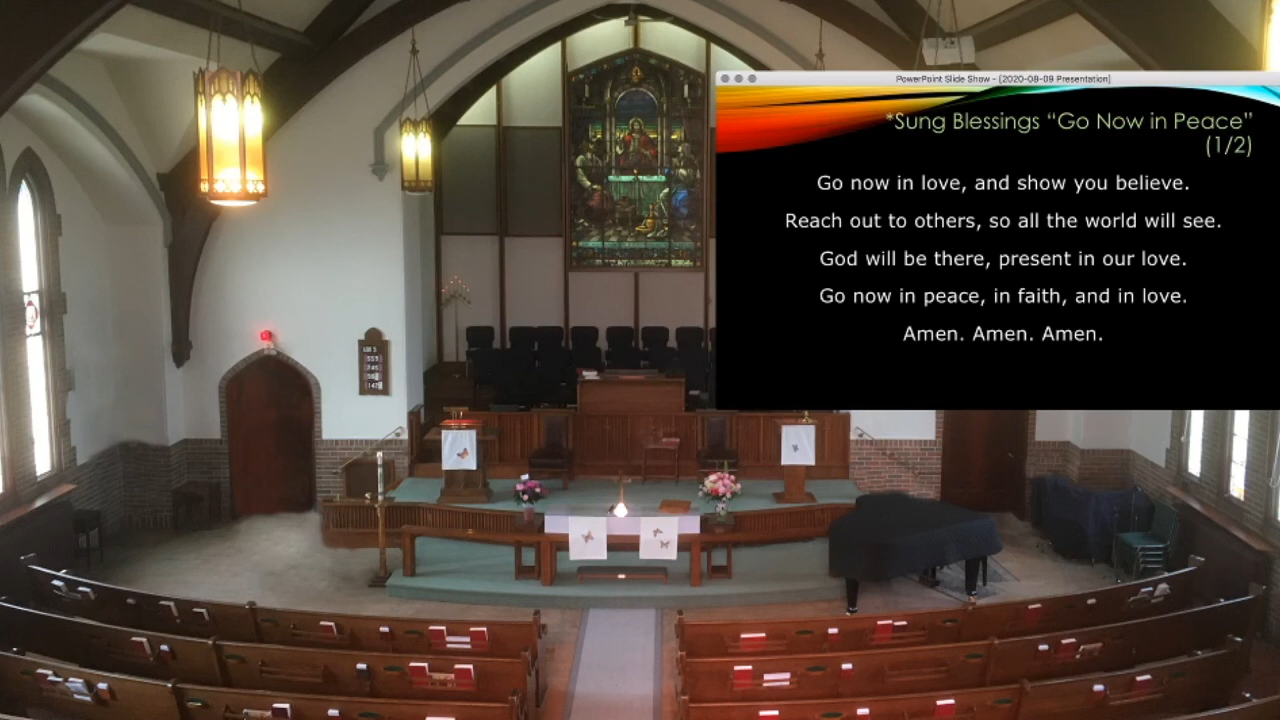 PowerPoint Slide Show - [2020-08-09 Presentation]
*Sung Blessings “Go Now in Peace”
(1/2)
Go now in love, and show you believe.
Reach out to others, so all the world will see.
God will be there, present in our love.
Go now in peace, in faith, and in love.
Amen. Amen. Amen.